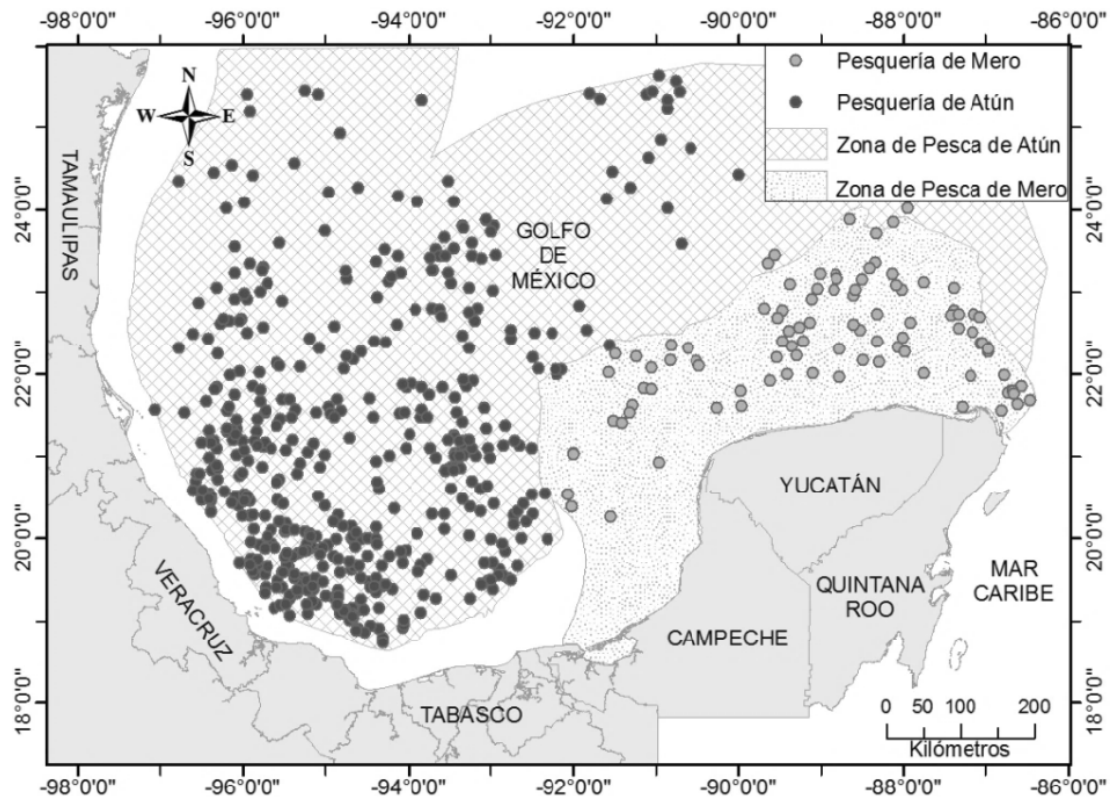 -98°0'0"
-96°0'0"
-94°0'0"
-92°0'0"
-90°0'0"
-88°0'0"
-86°0'0"
N
W
E
S
Pesquería de Mero
Pesquería de Atún
Zona de Pesca de Atún
Zona de Pesca de Mero
24°0'0"
22°0'0"
20°0'0"
18°0'0"
24°0'0"
22°0'0"
20°0'0"
18°0'0"
TAMAULIPAS
GOLFO
DE
MÉXICO
YUCATÁN
VERACRUZ
QUINTANA
ROO
MAR
CARIBE
CAMPECHE
TABASCO
0 50 100 200
Kilómetros
-98°0'0"
-96°0'0"
-94°0'0"
-92°0'0"
-90°0'0"
-88°0'0"
-86°0'0"